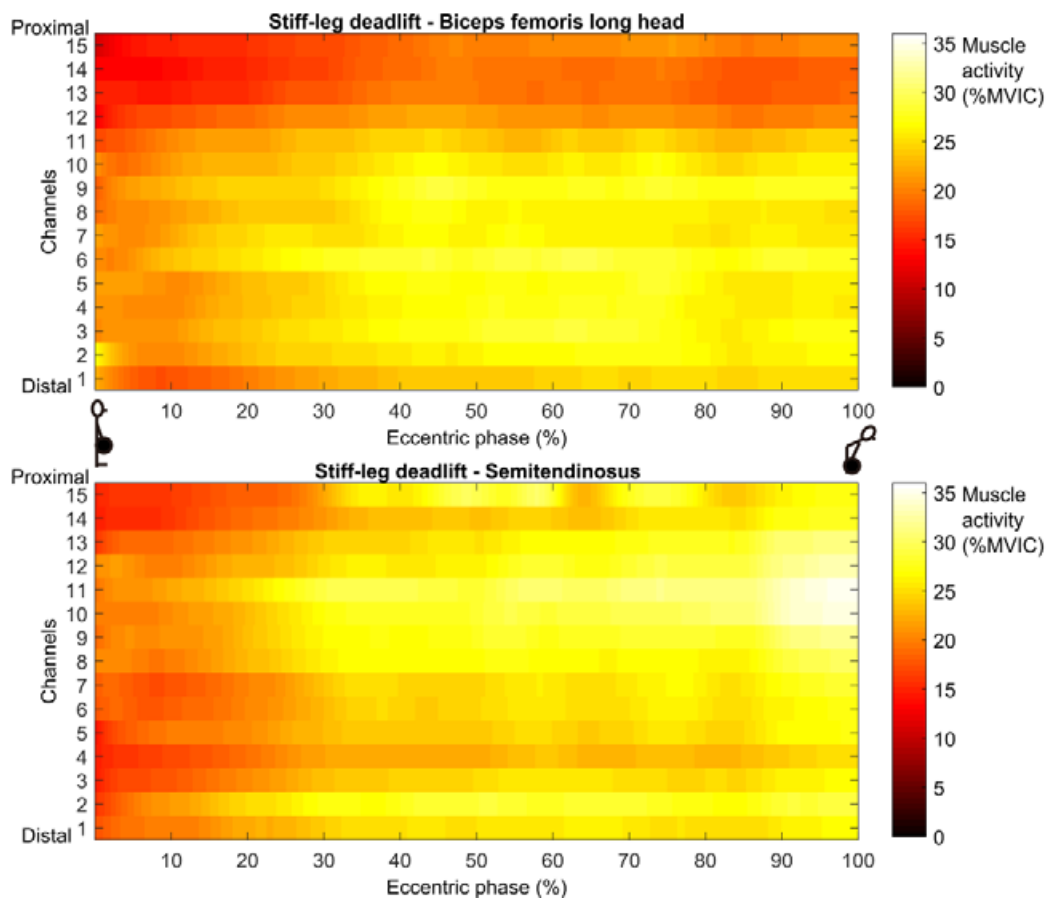 Stiff-leg deadlift - Biceps femoris long head
Proximal
15
14
13
12
11
10
9
8
7
6
5
4
3
2
Distal 1
Channels
10 20 30 40 50 60 70 80 90 100
Eccentric phase (%)
35
30
25
20
15
10
5
0
Muscle
activity
(%MVIC)
Stiff-leg deadlift - Semitendinosus
Proximal
15
14
13
12
11
10
9
8
7
6
5
4
3
2
Distal 1
Channels
10 20 30 40 50 60 70 80 90 100
Eccentric phase (%)
35
30
25
20
15
10
5
0
Muscle
activity
(%MVIC)